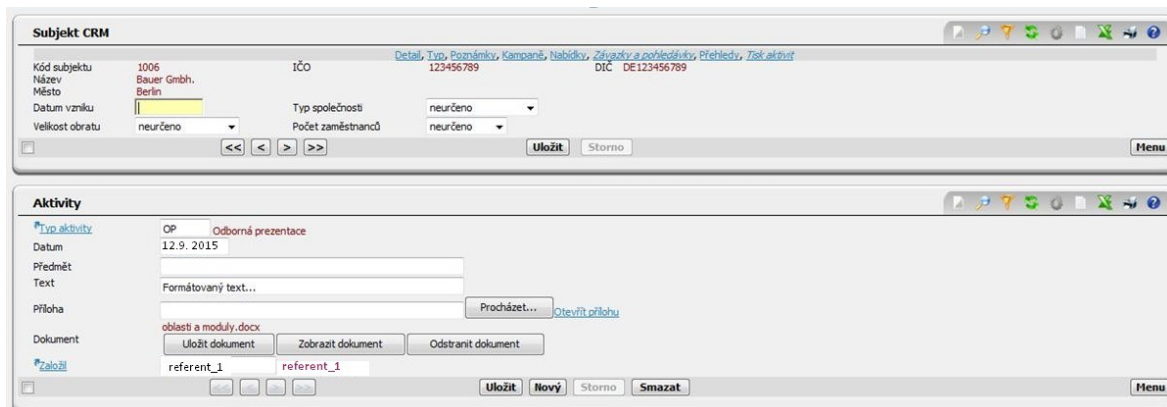 Subjekt CRM
Detail, Typ, Poznámky, Kampaně, Nabídky, Závazky a pohledávky, Přehledy, Tisk aktivit
Kód subjektu 1006 IČO 123456789 DIČ DE123456789
Název Bauer Gmbh.
Město Berlin
Datum vzniku Typ společnosti neurčeno
Velikost obratu neurčeno Počet zaměstnanců neurčeno
<< < > >> Uložit Storno Menu
Aktivity
Typ aktivity OP Odborná prezentace
Datum 12.9. 2015
Předmět
Text Formátovaný text...
Příloha Procházet... Otevřít přílohu
oblasti a moduly.docx
Dokument Uložit dokument Zobrazit dokument Odstranit dokument
Založil referent_1 referent_1
<< < > >> Uložit Nový Storno Smazat Menu